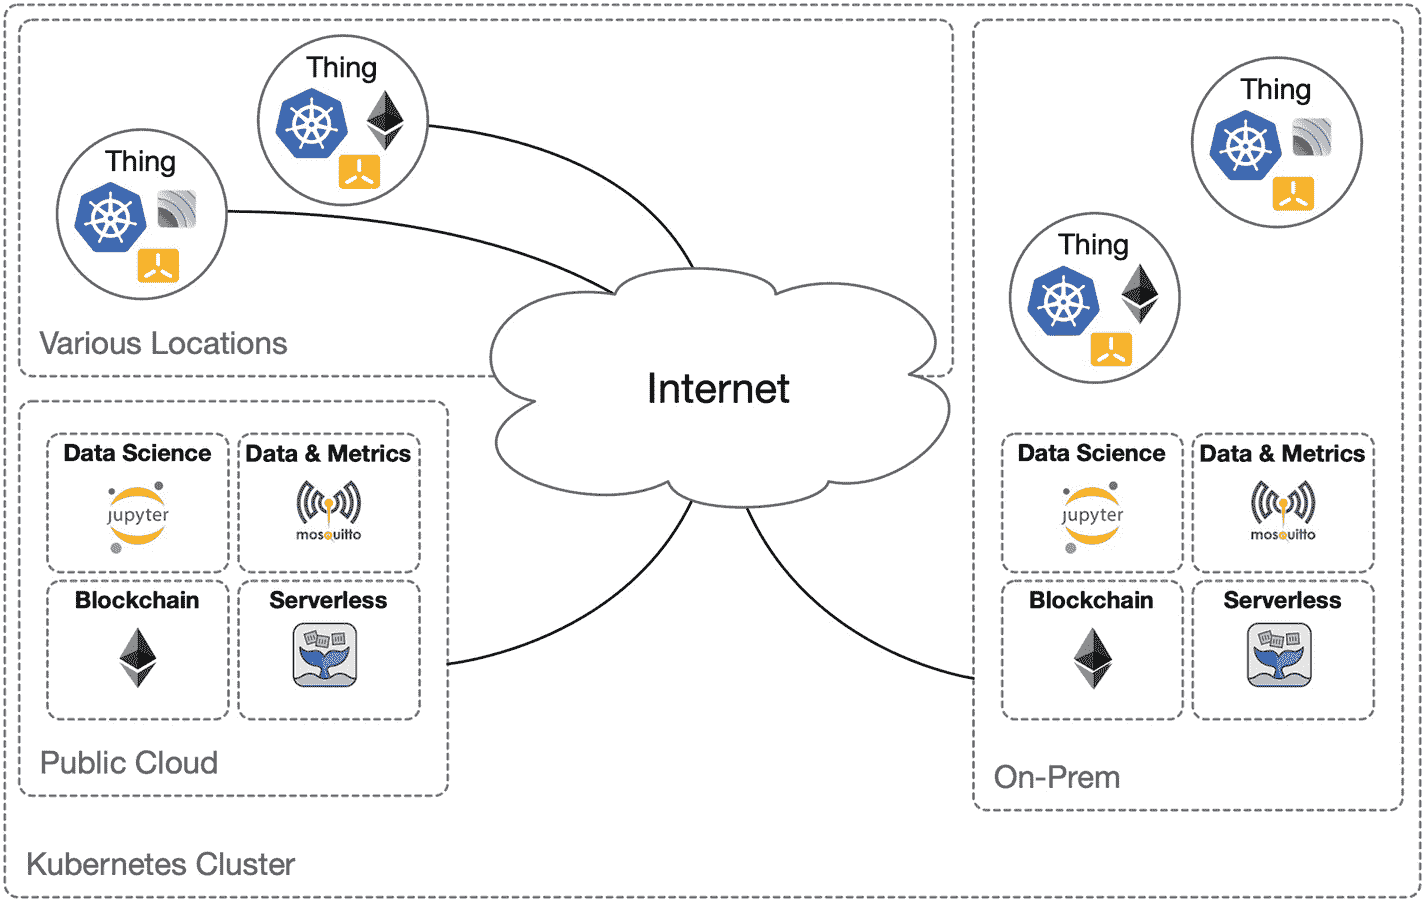 Thing
Thing
Various Locations
Internet
Data Science
Data & Metrics
jupyter
mosquitto
Blockchain
Serverless
Public Cloud
Thing
Thing
Data Science
Data & Metrics
jupyter
mosquitto
Blockchain
Serverless
On-Prem
Kubernetes Cluster